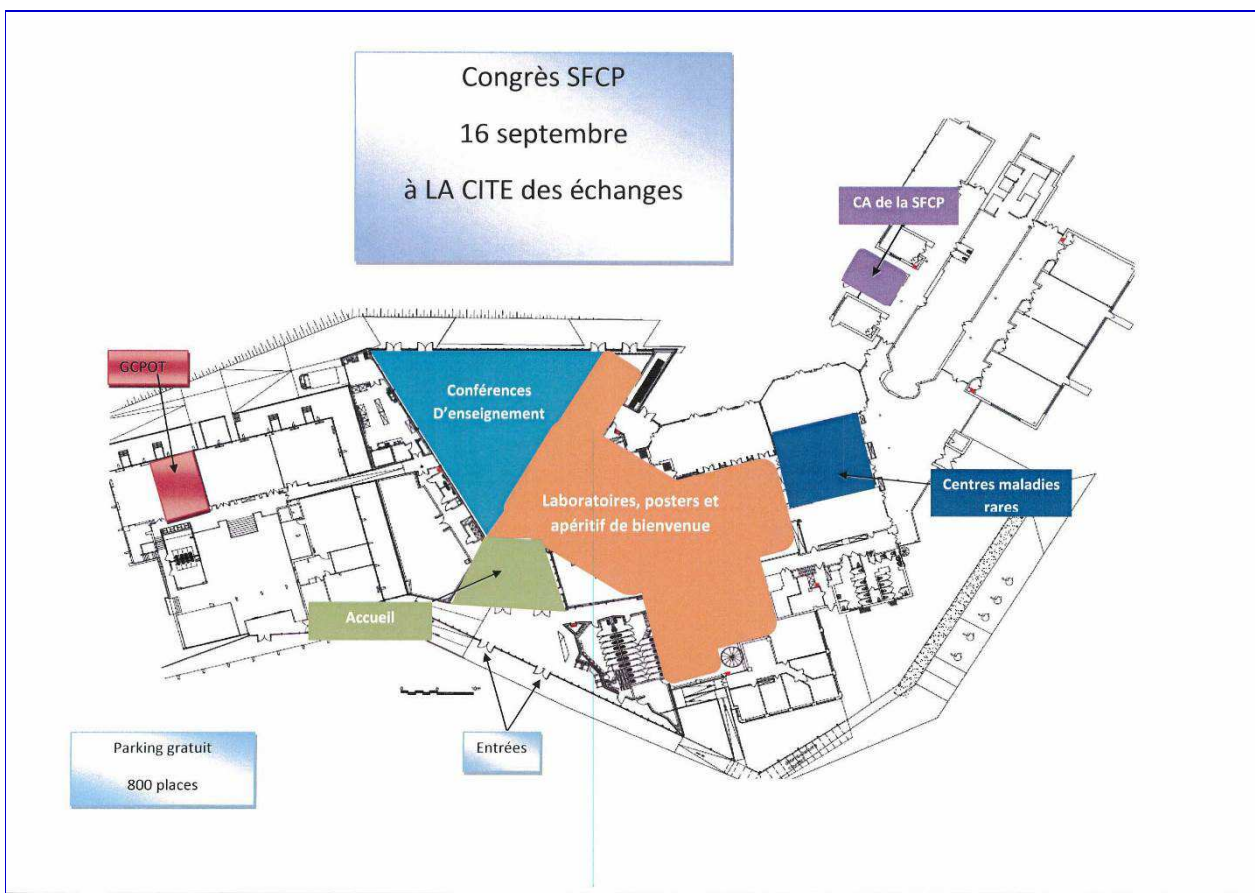 Congrès SFCP
16 septembre
à LA CITE des échanges
CA de la SFCP
GCPOT
Conférences
D'enseignement
Laboratoires, posters et
apéritif de bienvenue
Centres maladies
rares
Accueil
Entrées
Parking gratuit
800 places